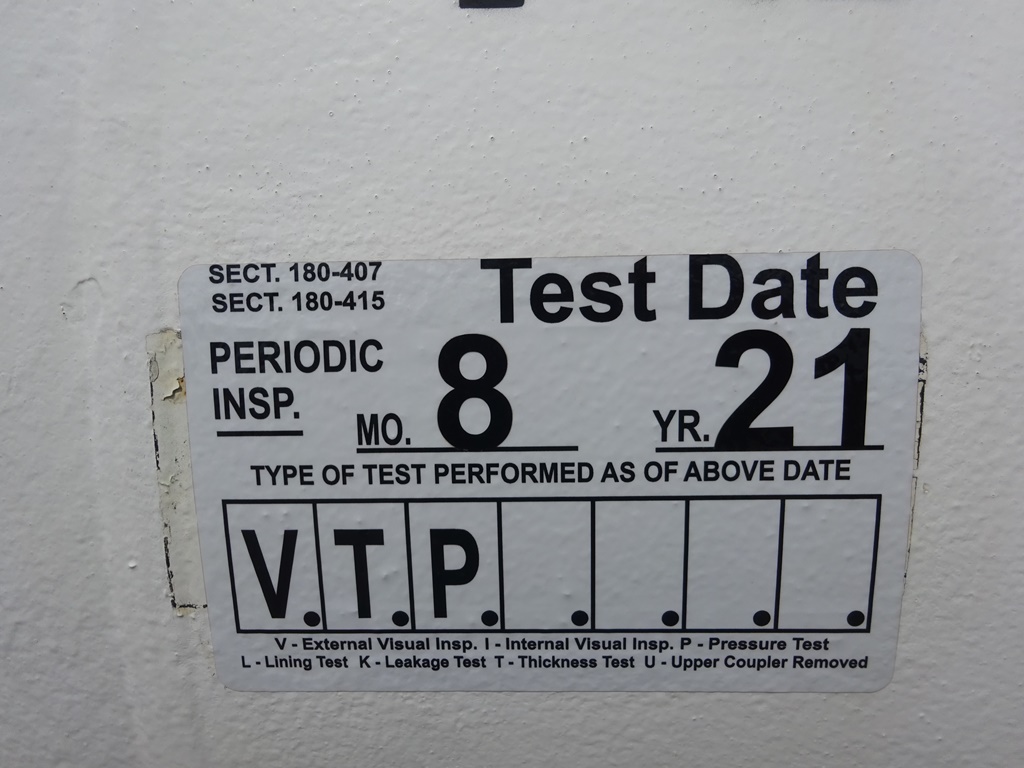 SECT. 180-407
SECT. 180-415
Test Date
PERIODIC
INSP.
MO. 8 YR. 21
TYPE OF TEST PERFORMED AS OF ABOVE DATE
V. T. P. . . . .
V - External Visual Insp. I - Internal Visual Insp. P - Pressure Test
L - Lining Test K - Leakage Test T - Thickness Test U - Upper Coupler Removed